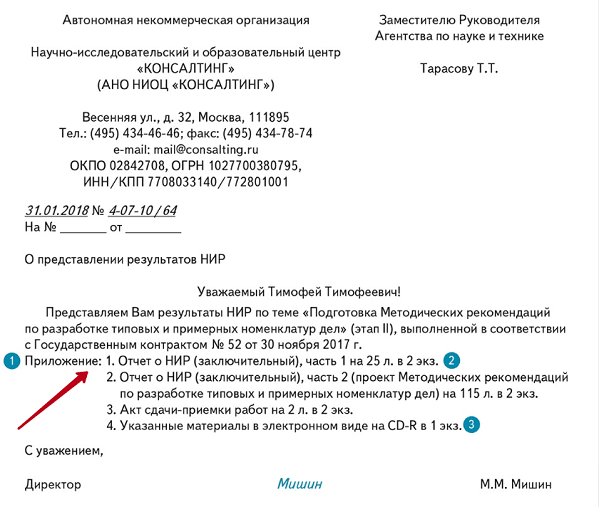 Автономная некоммерческая организация
Научно-исследовательский и образовательный центр
«КОНСАЛТИНГ»
(АНО НИОЦ «КОНСАЛТИНГ»)
Весенняя ул., д. 32, Москва, 111895
Тел.: (495) 434-46-46; факс: (495) 434-78-74
e-mail: mail@consalting.ru
ОКПО 02842708, ОГРН 1027700380795,
ИНН/КПП 7708033140/772801001
Заместителю Руководителя
Агентства по науке и технике
Тарасову Т.Т.
31.01.2018 № 4-07-10/64
На № _______ от ________
О представлении результатов НИР
Уважаемый Тимофей Тимофеевич!
Представляем Вам результаты НИР по теме «Подготовка Методических рекомендаций
по разработке типовых и примерных номенклатур дел» (этап II), выполненной в соответствии
с Государственным контрактом № 52 от 30 ноября 2017 г.
1 Приложение: 1. Отчет о НИР (заключительный), часть 1 на 25 л. в 2 экз. 2
2. Отчет о НИР (заключительный), часть 2 (проект Методических рекомендаций
по разработке типовых и примерных номенклатур дел) на 115 л. в 2 экз.
3. Акт сдачи-приемки работ на 2 л. в 2 экз.
4. Указанные материалы в электронном виде на CD-R в 1 экз. 3
С уважением,
Директор Мишин М.М. Мишин